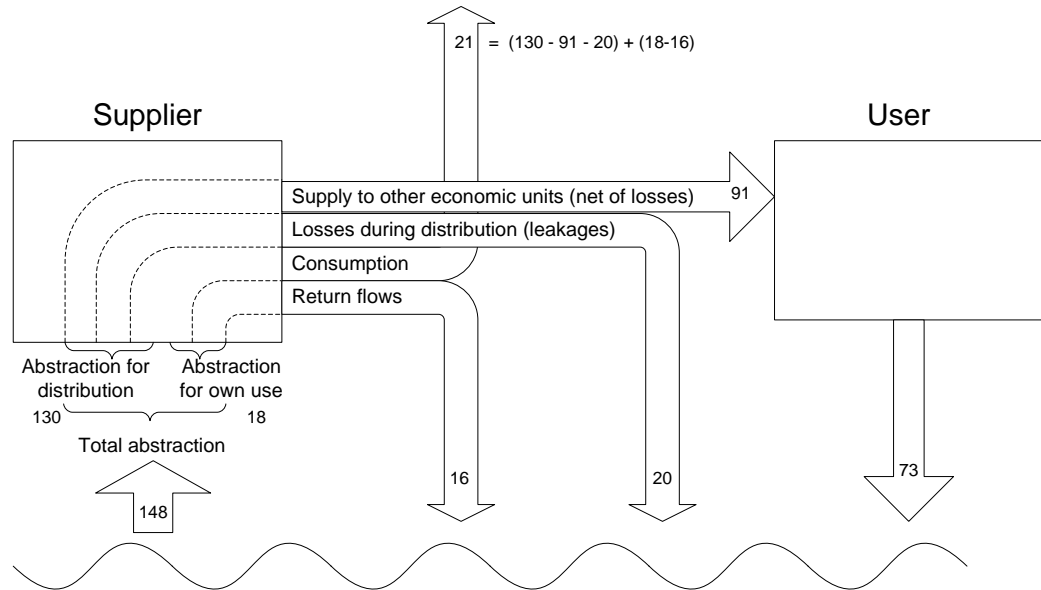 21 = (130 - 91 - 20) + (18-16)
Supplier
User
Supply to other economic units (net of losses)
91
Losses during distribution (leakages)
Consumption
Return flows
Abstraction for
distribution
130
Abstraction
for own use
18
Total abstraction
148
16
20
73